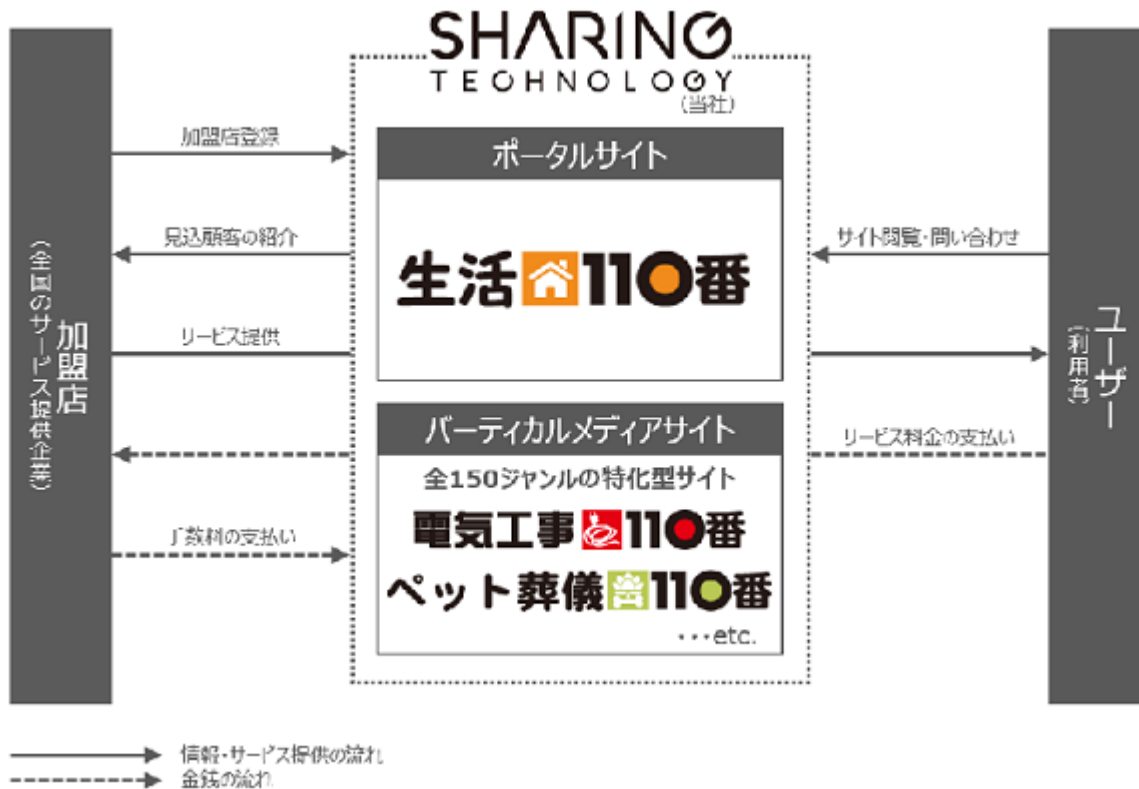 SHARING
TECHNOLOGY
(当社)
加盟店登録
ポータルサイト
見込顧客の紹介
サイト閲覧・問い合わせ
生活110番
サービス提供
加盟店
(全国のサービス提供企業)
ユーザー
(利用者)
バーティカルメディアサイト
サービス料金の支払い
全150ジャンルの特化型サイト
電気工事110番
手数料の支払い
ペット葬儀110番
・・・etc.
情報・サービス提供の流れ
金銭の流れ